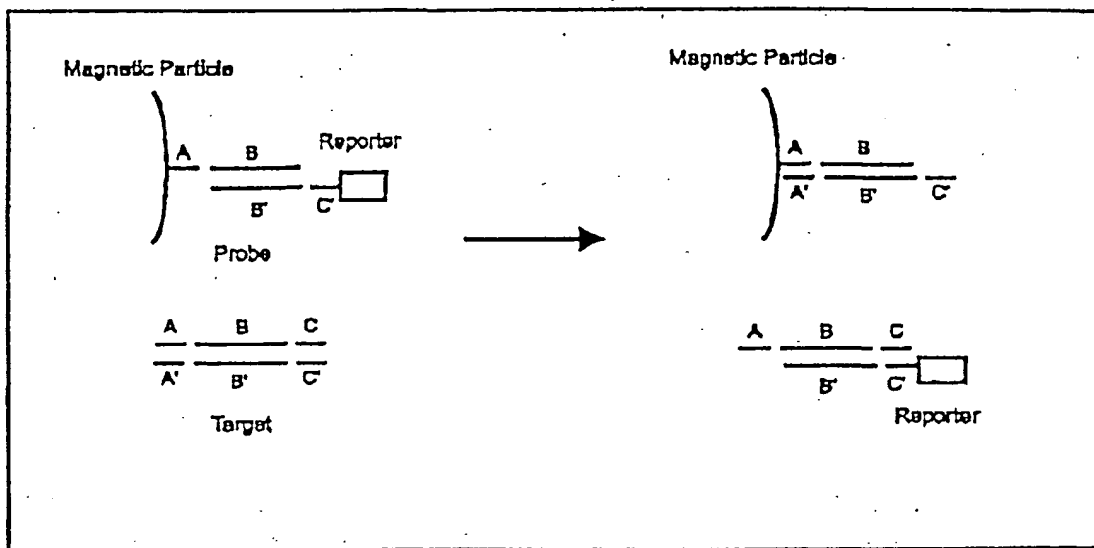 Magnetic Particle
Magnetic Particle
A B Reporter
B' C'
Probe
A B
A' B' C'
A B C
A' B' C'
Target
A B C
B' C'
Reporter